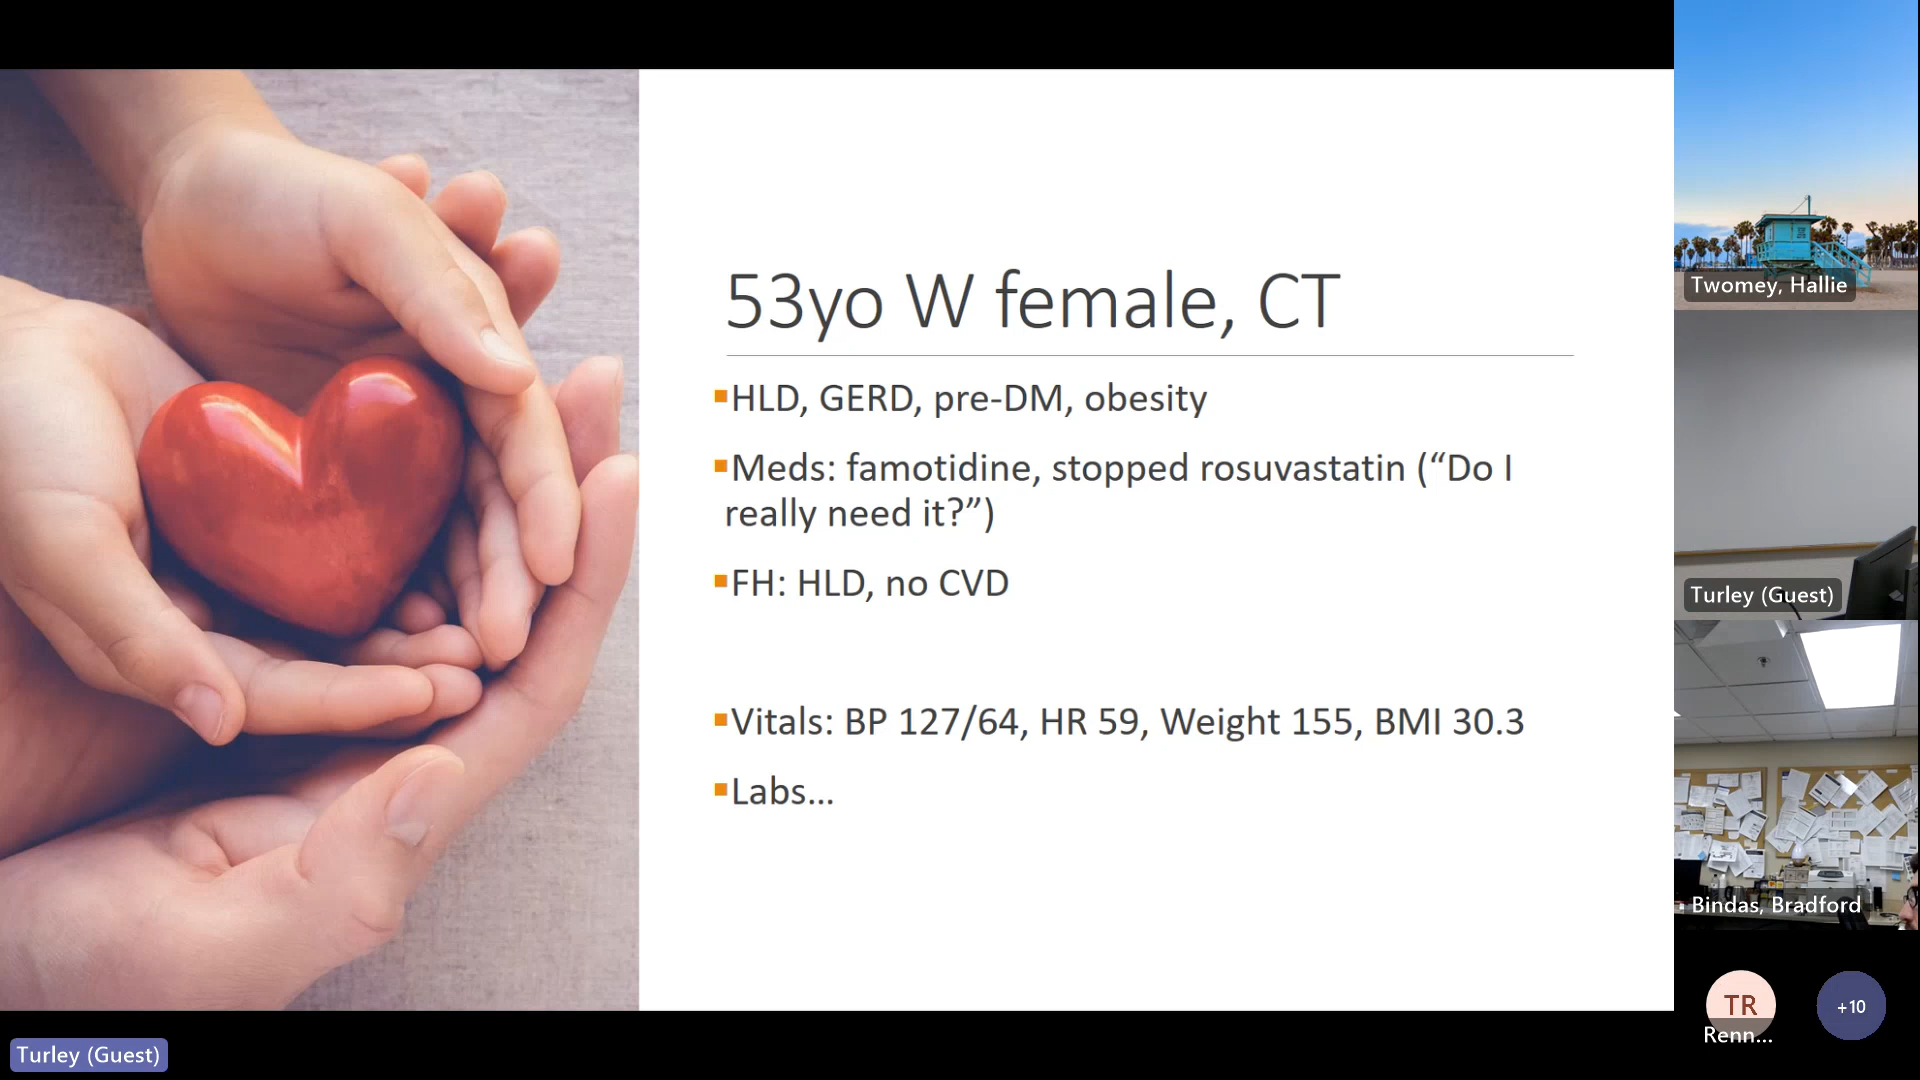 53yo W female, CT
▪HLD, GERD, pre-DM, obesity
▪Meds: famotidine, stopped rosuvastatin (“Do I
really need it?”)
▪FH: HLD, no CVD
▪Vitals: BP 127/64, HR 59, Weight 155, BMI 30.3
▪Labs…
Twomey, Hallie
Turley (Guest)
Bindas, Bradford
TR
Renn...
+10
Turley (Guest)